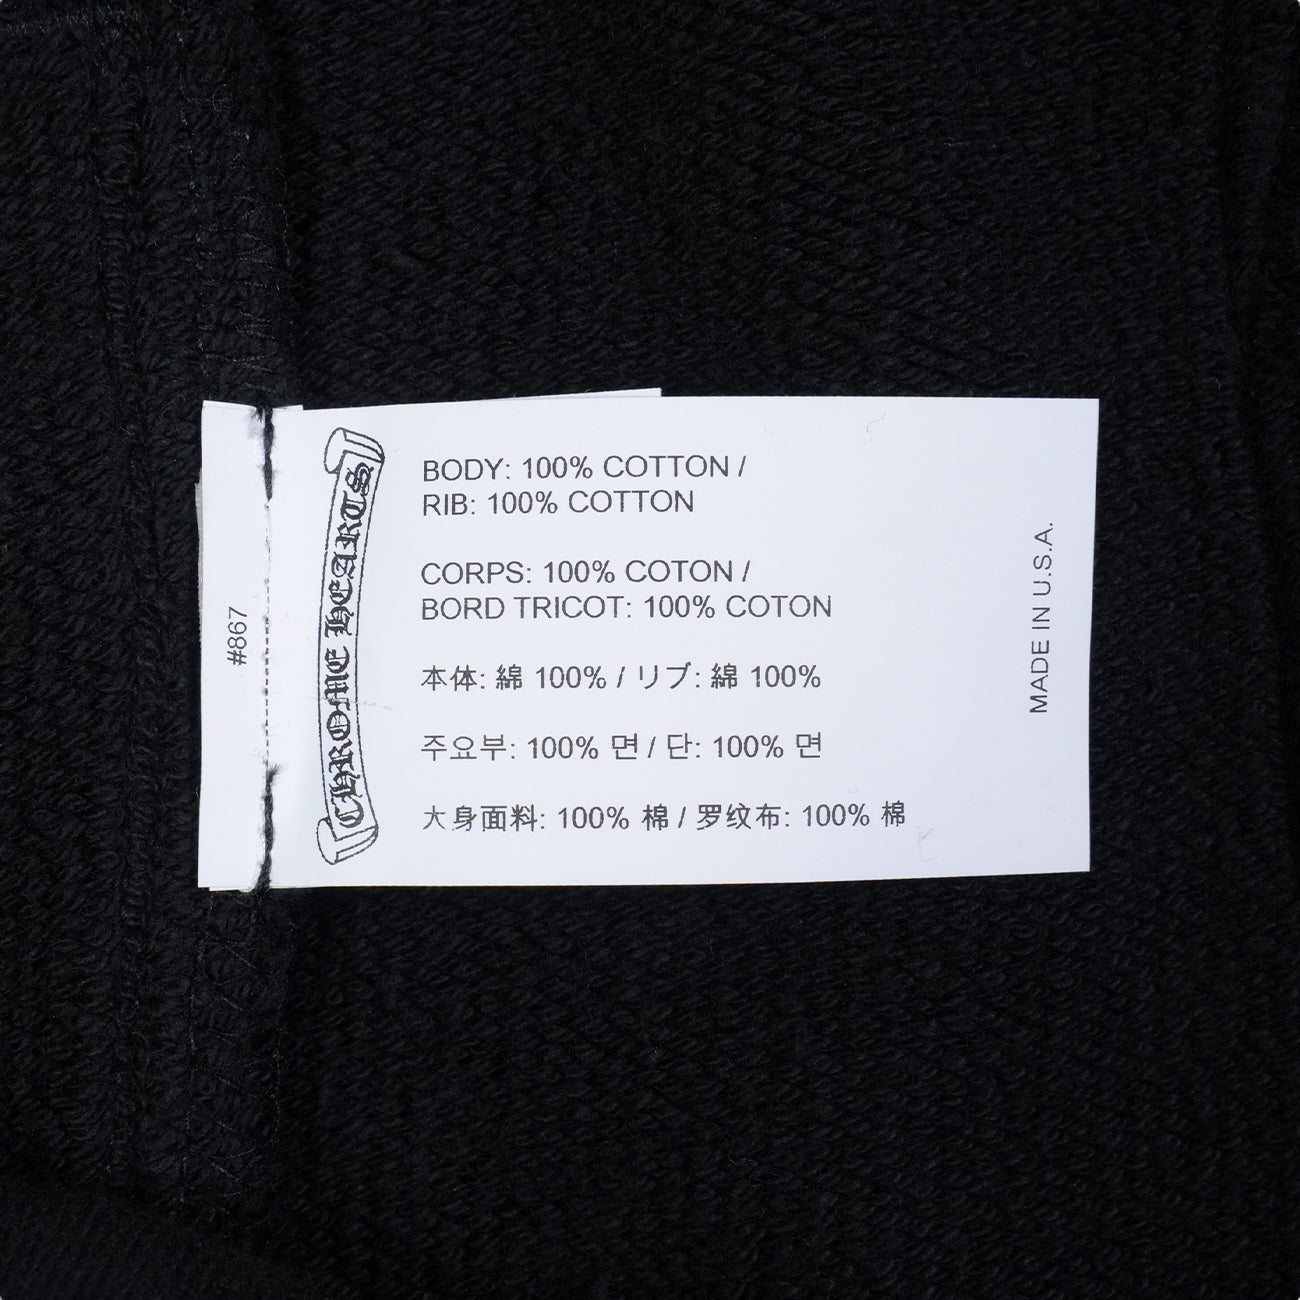 #867
CHROME HEARTS
BODY: 100% COTTON /
RIB: 100% COTTON
CORPS: 100% COTON /
BORD TRICOT: 100% COTON
本体: 綿 100% / リブ: 綿 100%
주요부: 100% 면 / 단: 100% 면
大身面料: 100% 棉 / 罗纹布: 100% 棉
MADE IN U.S.A.